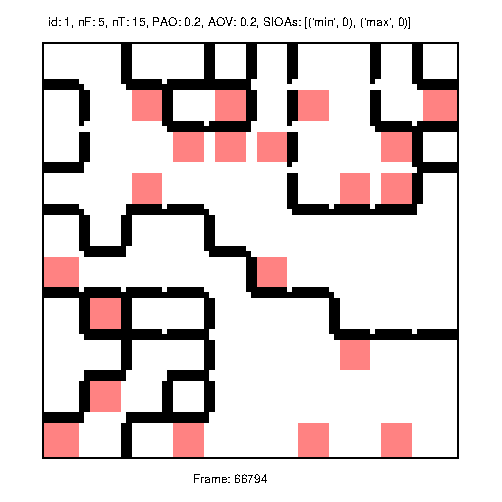 id: 1, nF: 5, nT: 15, PAO: 0.2, AOV: 0.2, SIOAs: [('min', 0), ('max', 0)]
Frame: 66794